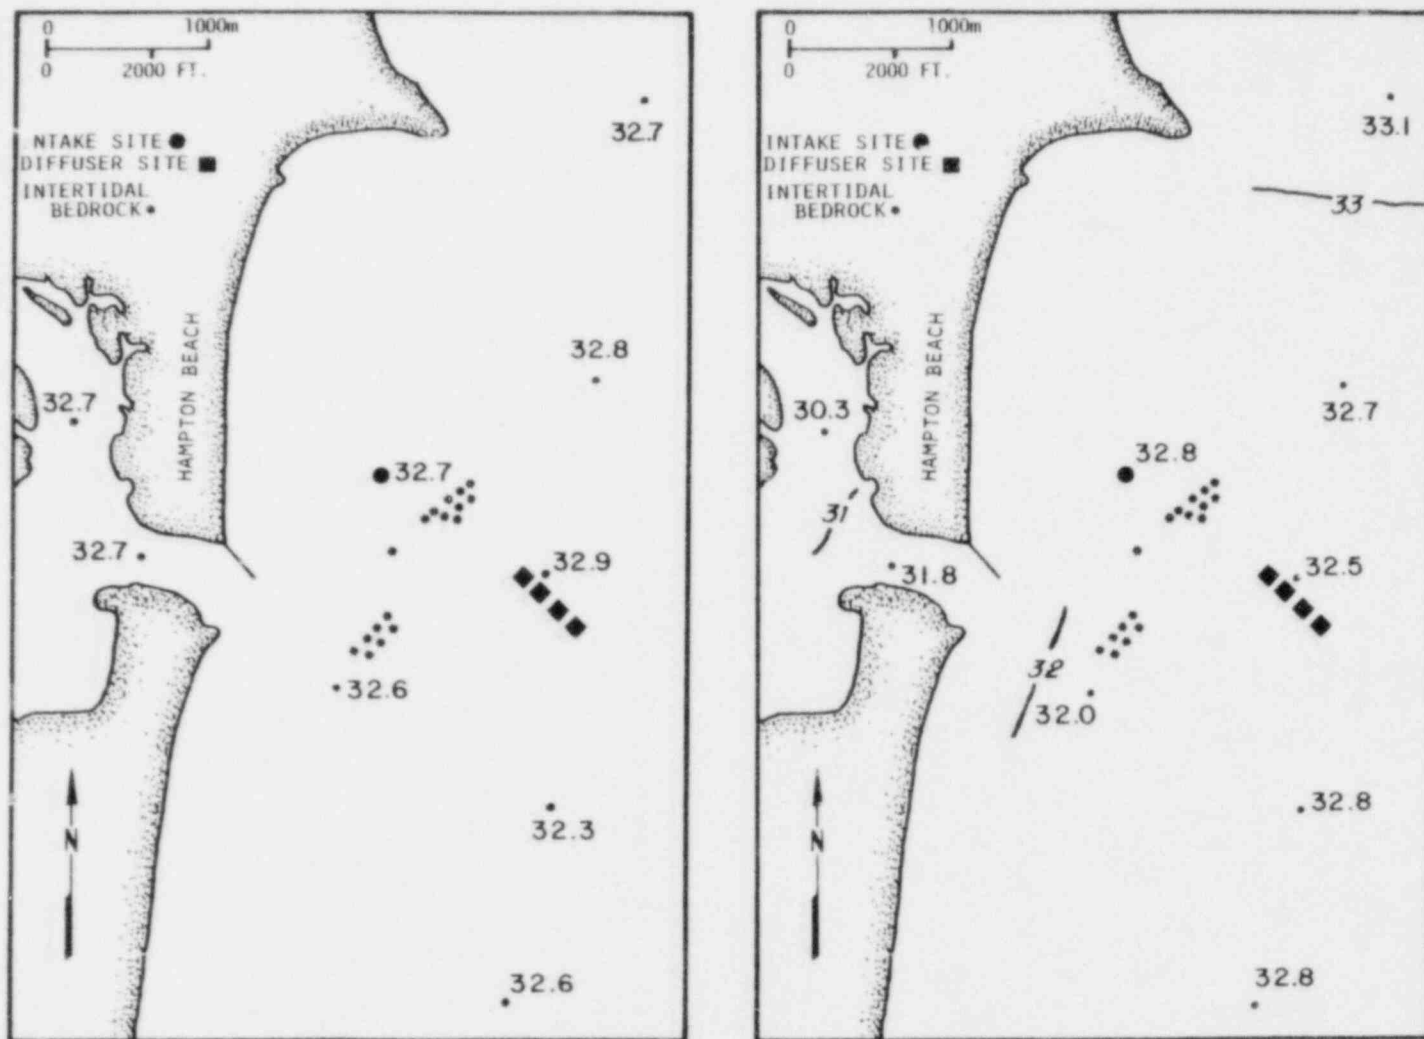 0 1000m
0 2000 FT.
NTAKE SITE
DIFFUSER SITE
INTERTIDAL
BEDROCK
HAMPTON BEACH
32.7
32.8
32.7
32.7
32.7
32.9
32.6
32.3
N
32.6
0 1000m
0 2000 FT.
INTAKE SITE
DIFFUSER SITE
INTERTIDAL
BEDROCK
HAMPTON BEACH
33.1
33
32.7
30.3
32.8
31
31.8
32.5
32
32.0
32.8
N
32.8